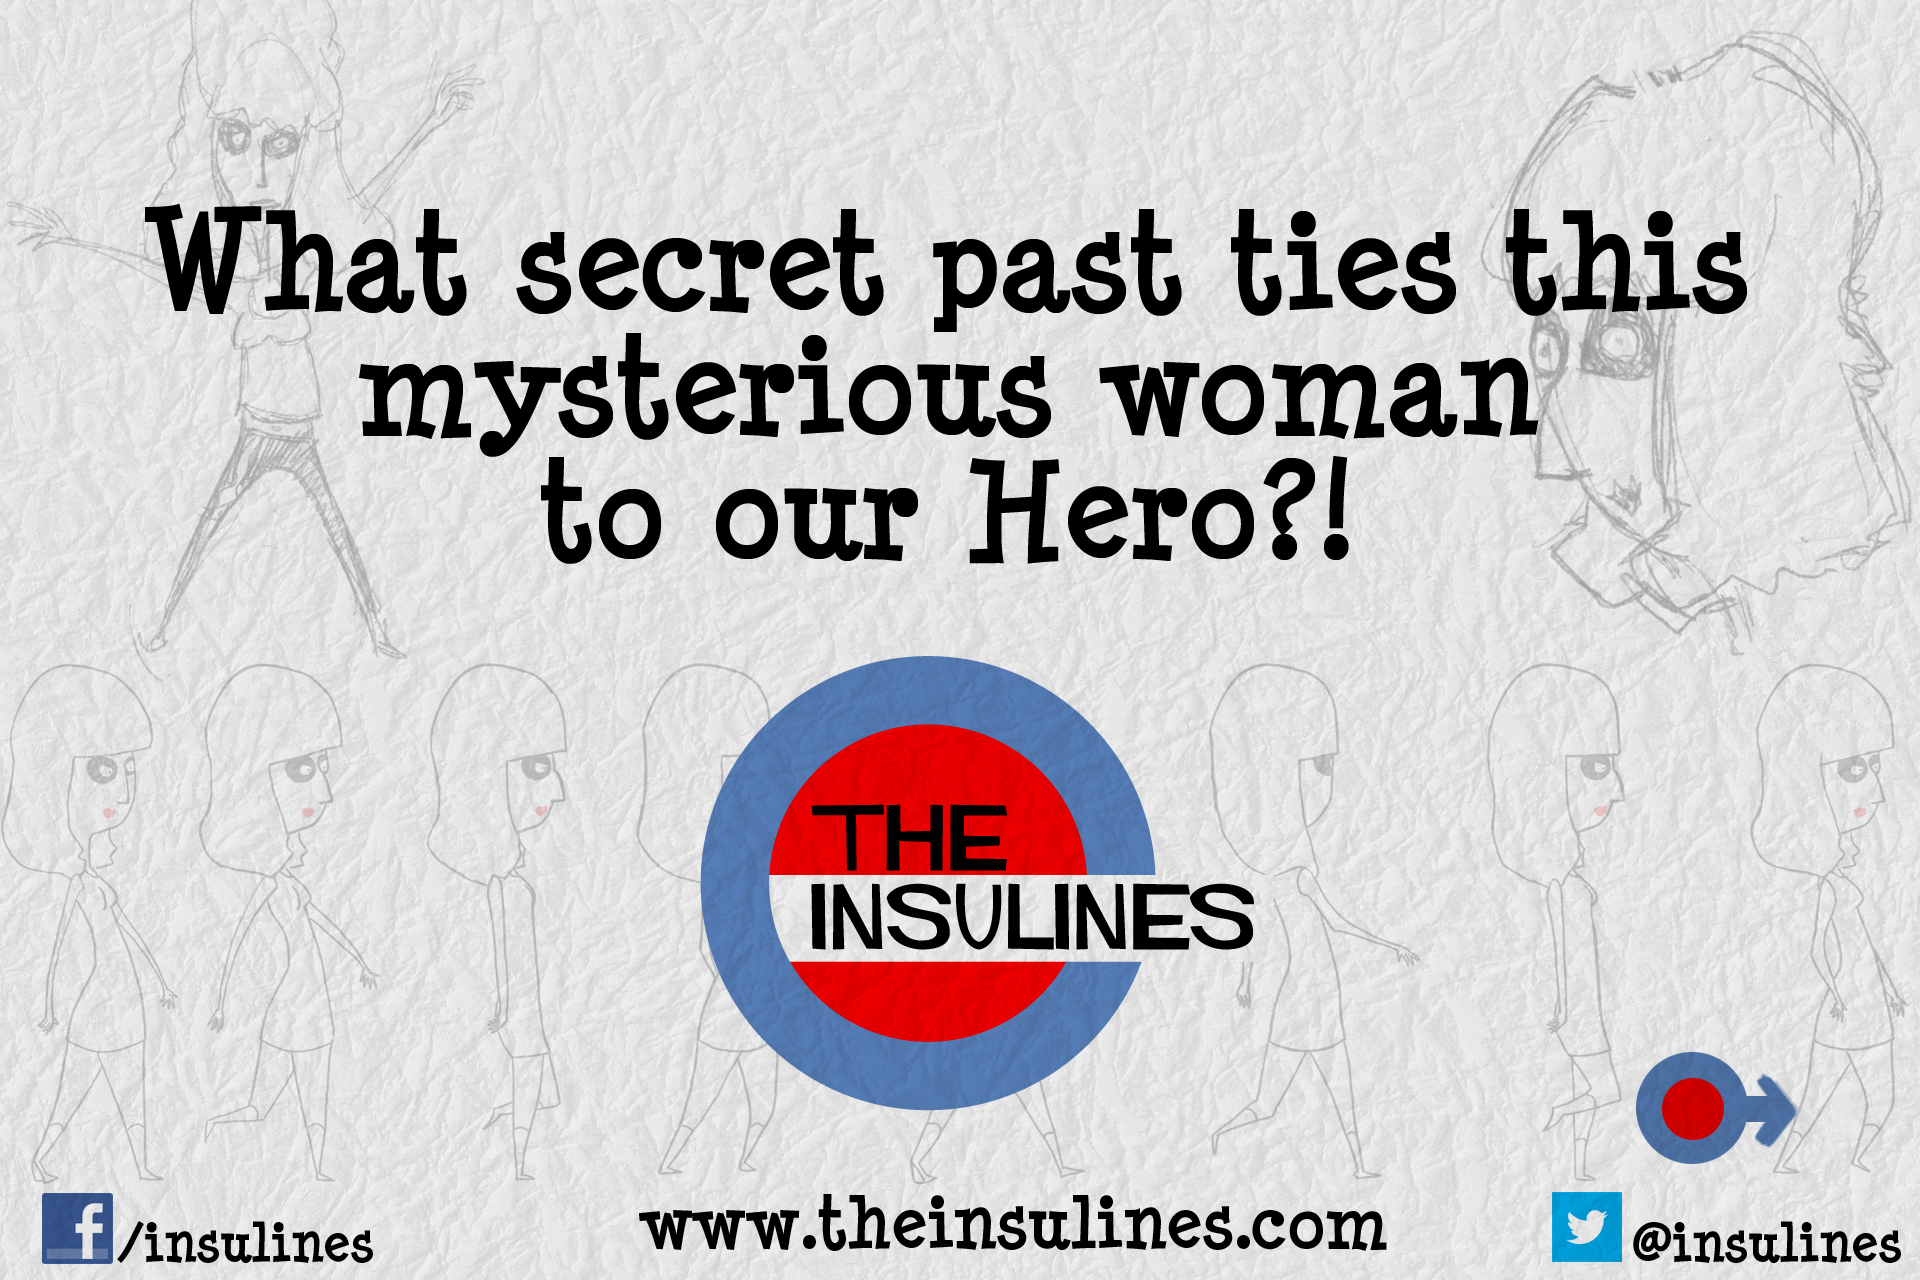 What secret past ties this
mysterious woman
to our Hero?!
THE
INSULINES
f/insulines
www.theinsulines.com
@insulines